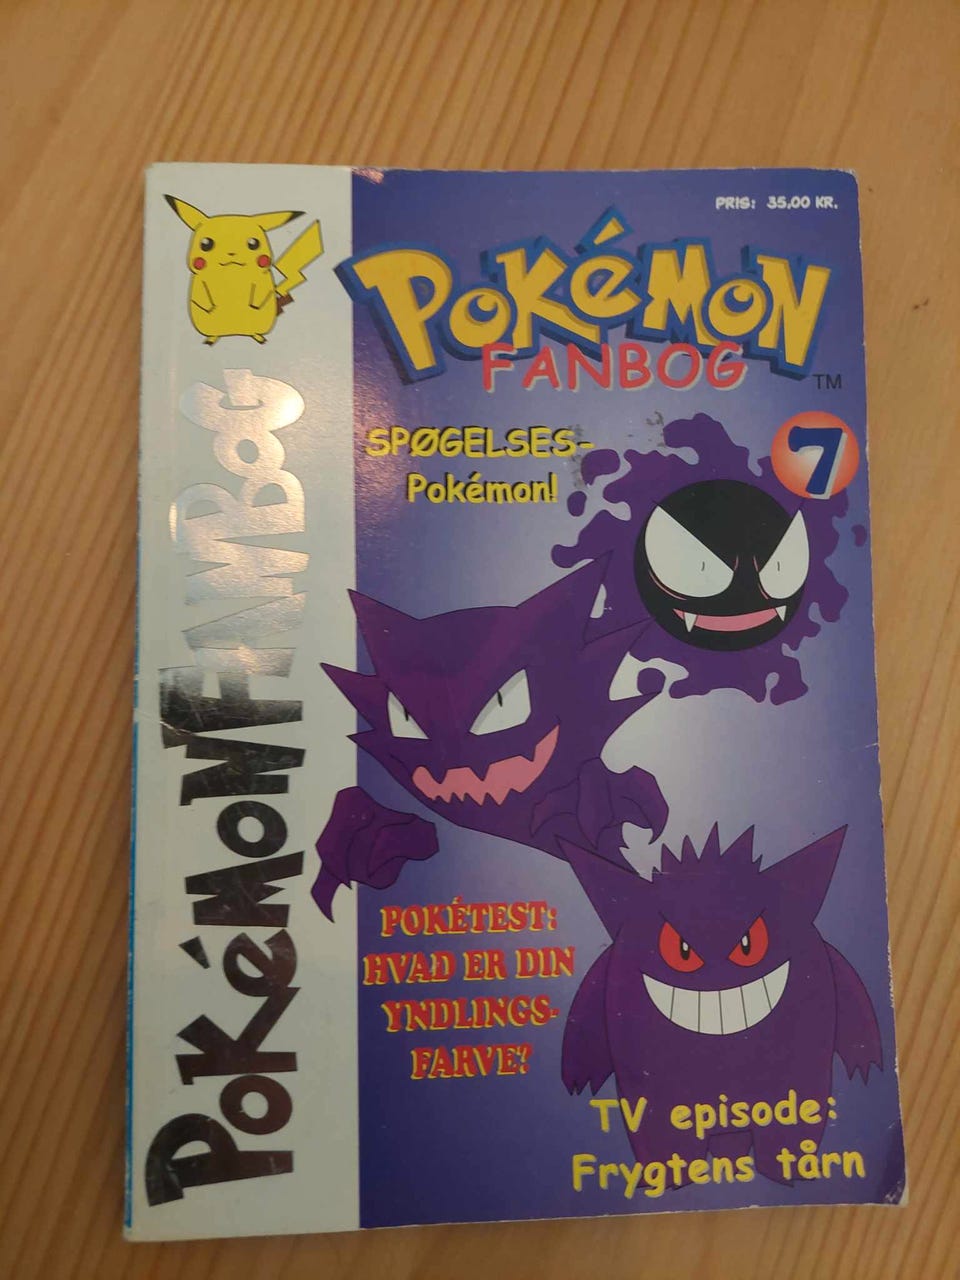 PRIS: 35,00 KR.
POKÉMON
FANBOG
TM
7
SPØGELSES-
Pokémon!
POKÉMON FANBOG
POKÉTEST:
HVAD ER DIN
YNDLINGS-
FARVE?
TV episode:
Frygtens tårn